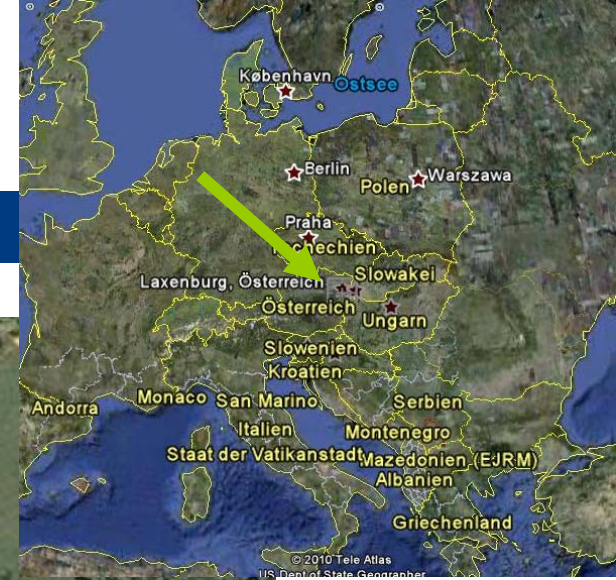 København
Ostsee
Berlin
Polen
Warszawa
Praha
Tschechien
Laxenburg, Österreich
Slowakei
Österreich
Ungarn
Slowenien
Kroatien
Andorra
Monaco
San Marino
Serbien
Italien
Montenegro
Staat der Vatikanstadt
Mazedonien (EJRM)
Albanien
Griechenland
© 2010 Tele Atlas
US Dept of State Geographer